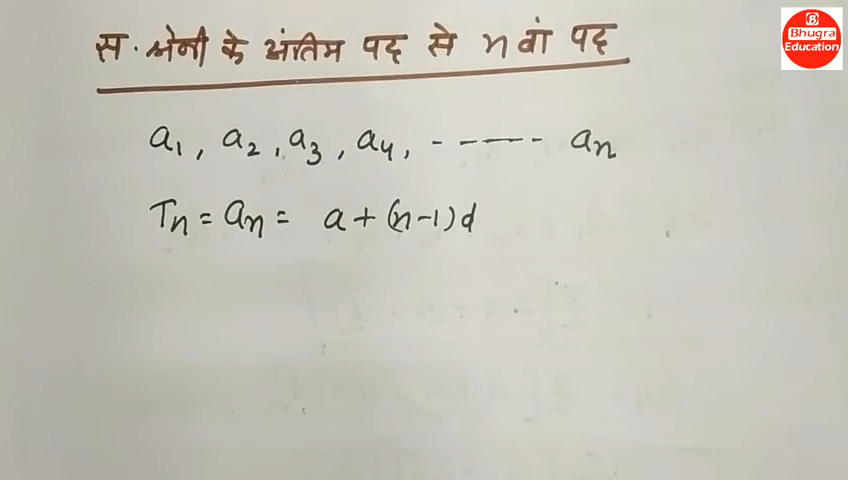 स. श्रेनी के अंतिम पद से n वां पद
a₁, a₂, a₃, a₄, ------- aₙ
Tₙ = aₙ = a + (n-1)d
B
Bhugra
Education